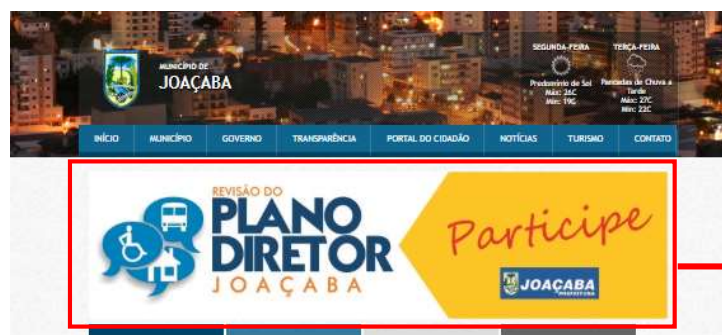 MUNICÍPIO DE
JOAÇABA
SEGUNDA-FEIRA
Predomínio de Sol
Máx: 26C
Mín: 19C
TERÇA-FEIRA
Pancadas de Chuva a
Tarde
Máx: 27C
Mín: 22C
INÍCIO MUNICÍPIO GOVERNO TRANSPARÊNCIA PORTAL DO CIDADÃO NOTÍCIAS TURISMO CONTATO
REVISÃO DO
PLANO
DIRETOR
JOAÇABA
Participe
JOAÇABA
PREFEITURA